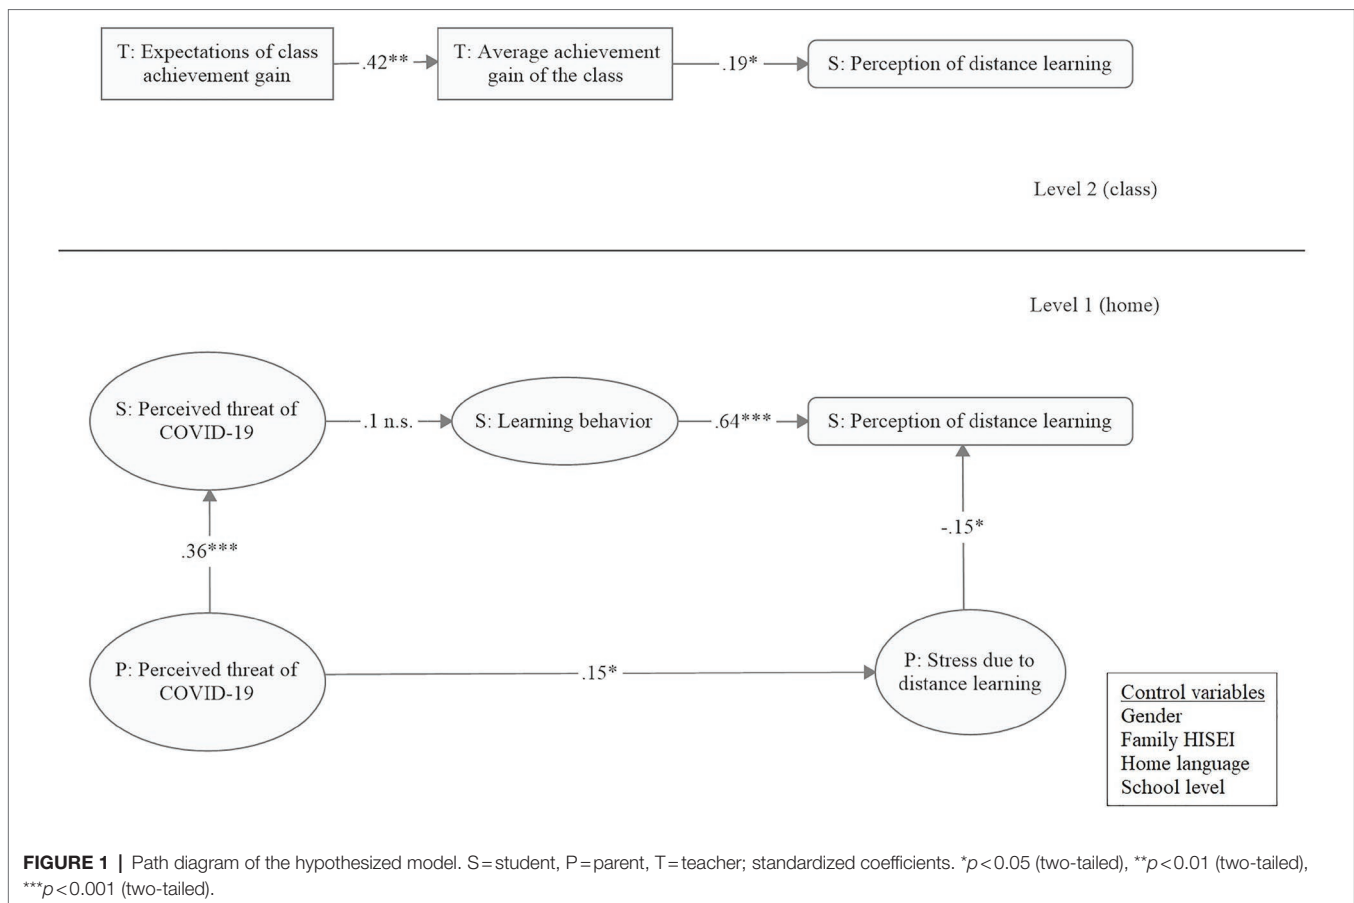 T: Expectations of class
achievement gain
.42**
T: Average achievement
gain of the class
.19*
S: Perception of distance learning
Level 2 (class)
Level 1 (home)
S: Perceived threat of
COVID-19
.1 n.s.
S: Learning behavior
.64***
S: Perception of distance learning
.36***
-.15*
P: Perceived threat of
COVID-19
.15*
P: Stress due to
distance learning
Control variables
Gender
Family HISEI
Home language
School level
FIGURE 1 | Path diagram of the hypothesized model. S=student, P=parent, T=teacher; standardized coefficients. *p<0.05 (two-tailed), **p<0.01 (two-tailed),
***p<0.001 (two-tailed).